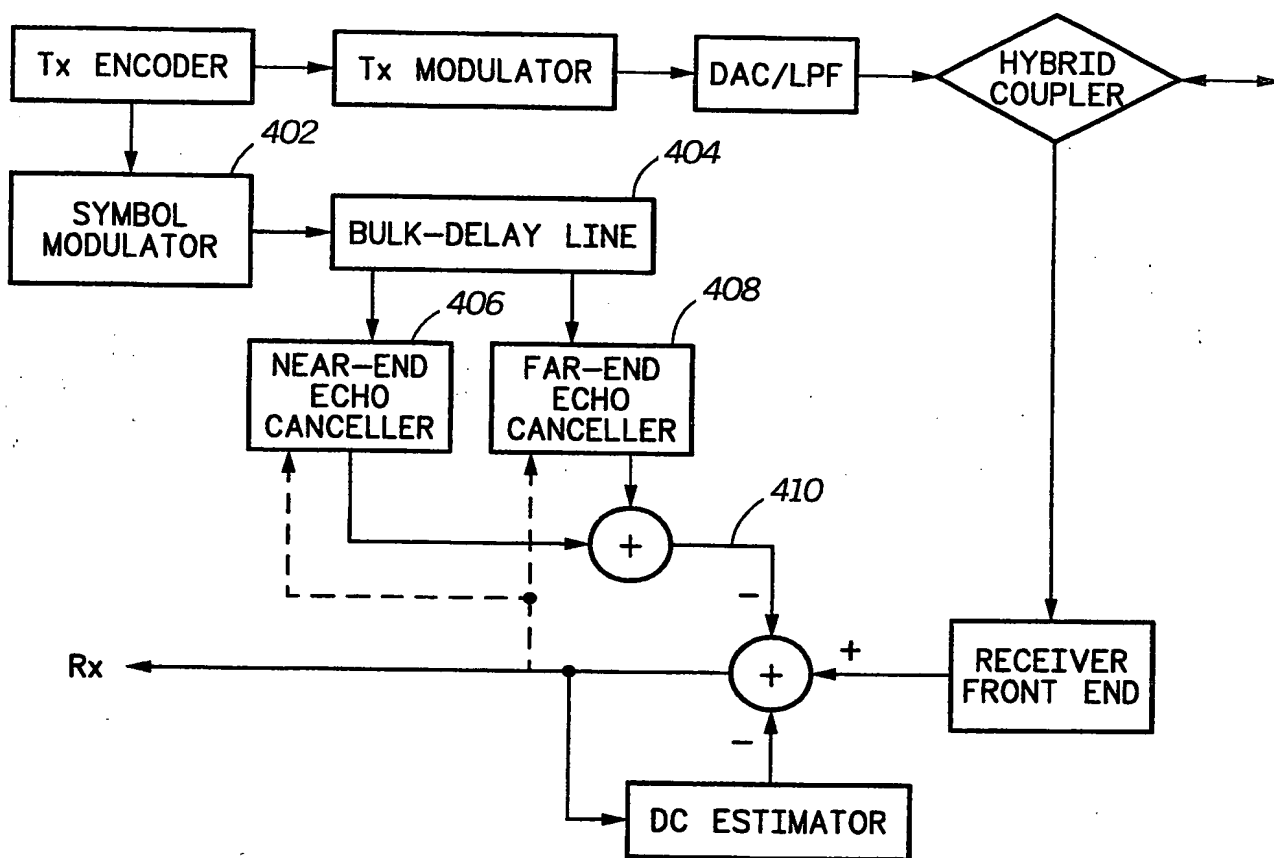 Tx ENCODER
Tx MODULATOR
DAC/LPF
HYBRID
COUPLER
402
SYMBOL
MODULATOR
404
BULK-DELAY LINE
406
NEAR-END
ECHO
CANCELLER
408
FAR-END
ECHO
CANCELLER
+
410
-
Rx
+
+
RECEIVER
FRONT END
-
DC ESTIMATOR